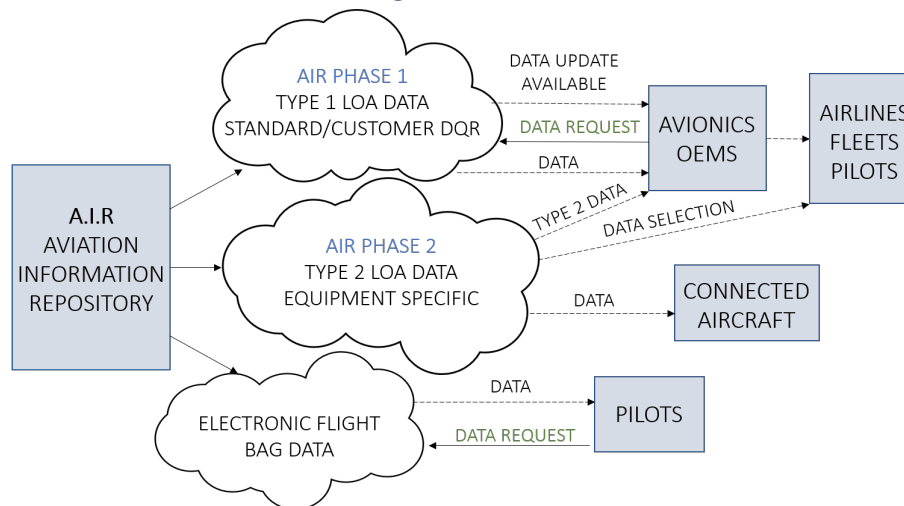 AIR PHASE 1
TYPE 1 LOA DATA
STANDARD/CUSTOMER DQR
DATA UPDATE
AVAILABLE
DATA REQUEST
DATA
AVIONICS
OEMS
AIRLINES
FLEETS
PILOTS
A.I.R
AVIATION
INFORMATION
REPOSITORY
AIR PHASE 2
TYPE 2 LOA DATA
EQUIPMENT SPECIFIC
TYPE 2 DATA
DATA SELECTION
DATA
CONNECTED
AIRCRAFT
ELECTRONIC FLIGHT
BAG DATA
DATA
DATA REQUEST
PILOTS